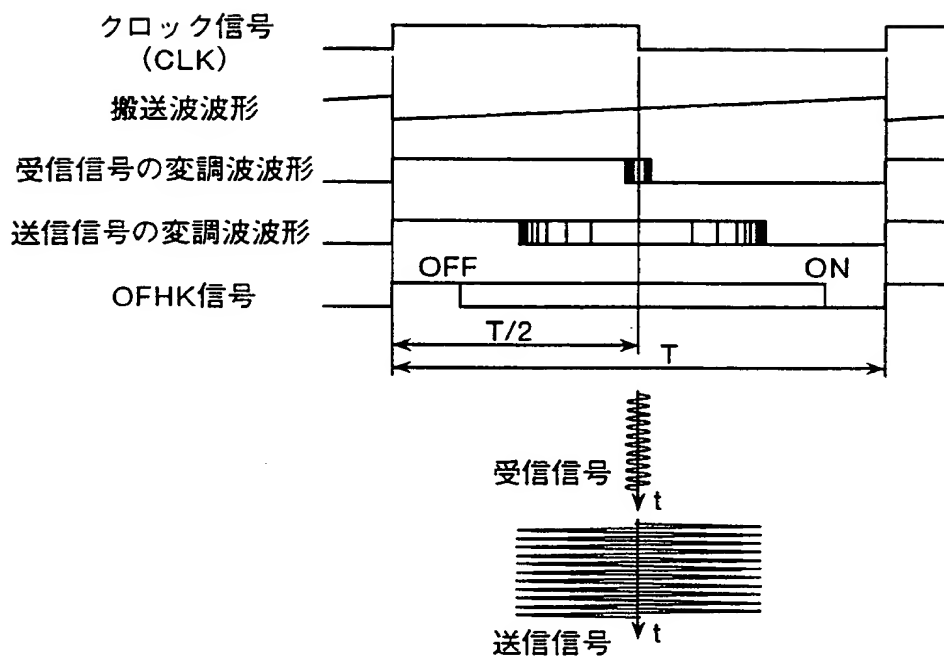 クロック信号
(CLK)
搬送波波形
受信信号の変調波波形
送信信号の変調波波形
OFF
ON
OFHK信号
T/2
T
受信信号
t
送信信号
t